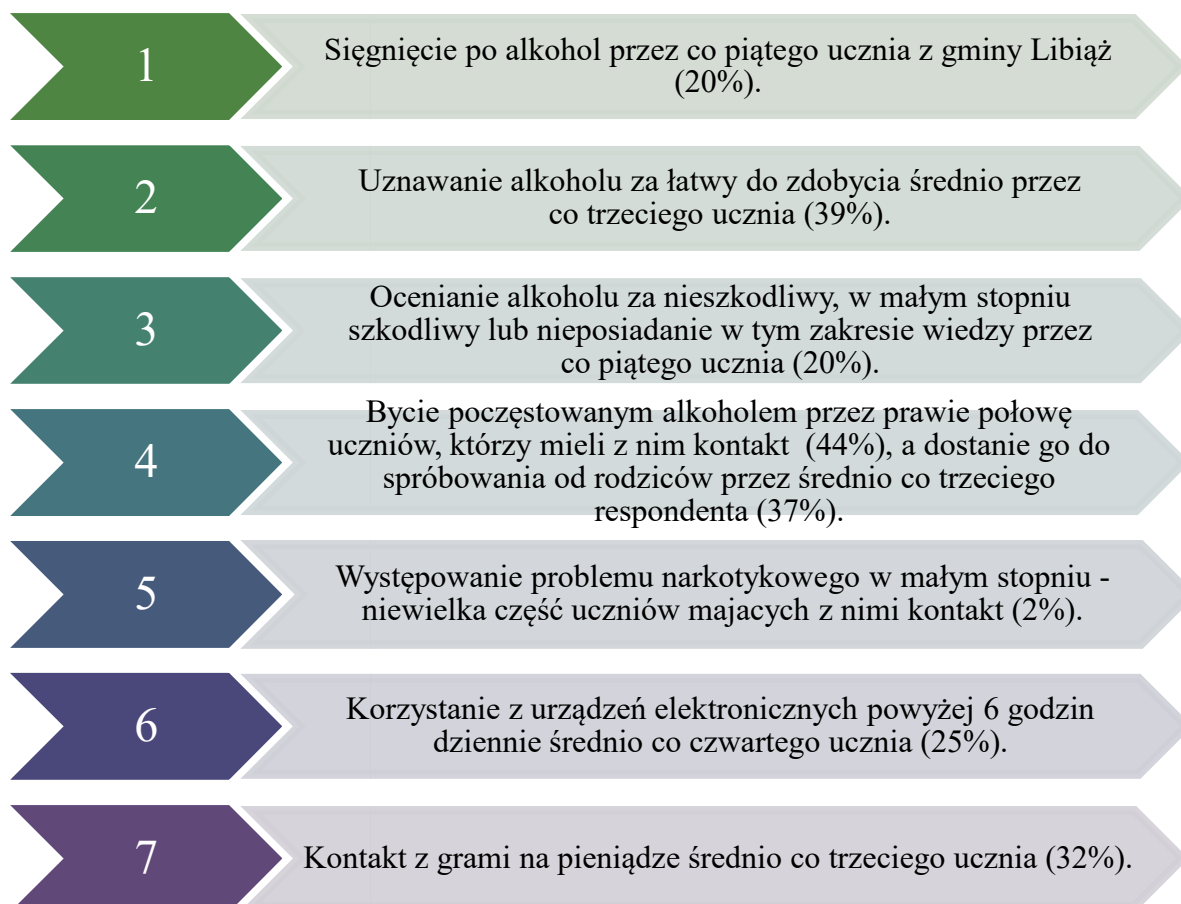 1
Sięgnięcie po alkohol przez co piątego ucznia z gminy Libiąż
(20%).
2
Uznawanie alkoholu za łatwy do zdobycia średnio przez
co trzeciego ucznia (39%).
3
Ocenianie alkoholu za nieszkodliwy, w małym stopniu
szkodliwy lub nieposiadanie w tym zakresie wiedzy przez
co piątego ucznia (20%).
4
Bycie poczęstowanym alkoholem przez prawie połowę
uczniów, którzy mieli z nim kontakt (44%), a dostanie go do
spróbowania od rodziców przez średnio co trzeciego
respondenta (37%).
5
Występowanie problemu narkotykowego w małym stopniu -
niewielka część uczniów majacych z nimi kontakt (2%).
6
Korzystanie z urządzeń elektronicznych powyżej 6 godzin
dziennie średnio co czwartego ucznia (25%).
7
Kontakt z grami na pieniądze średnio co trzeciego ucznia (32%).